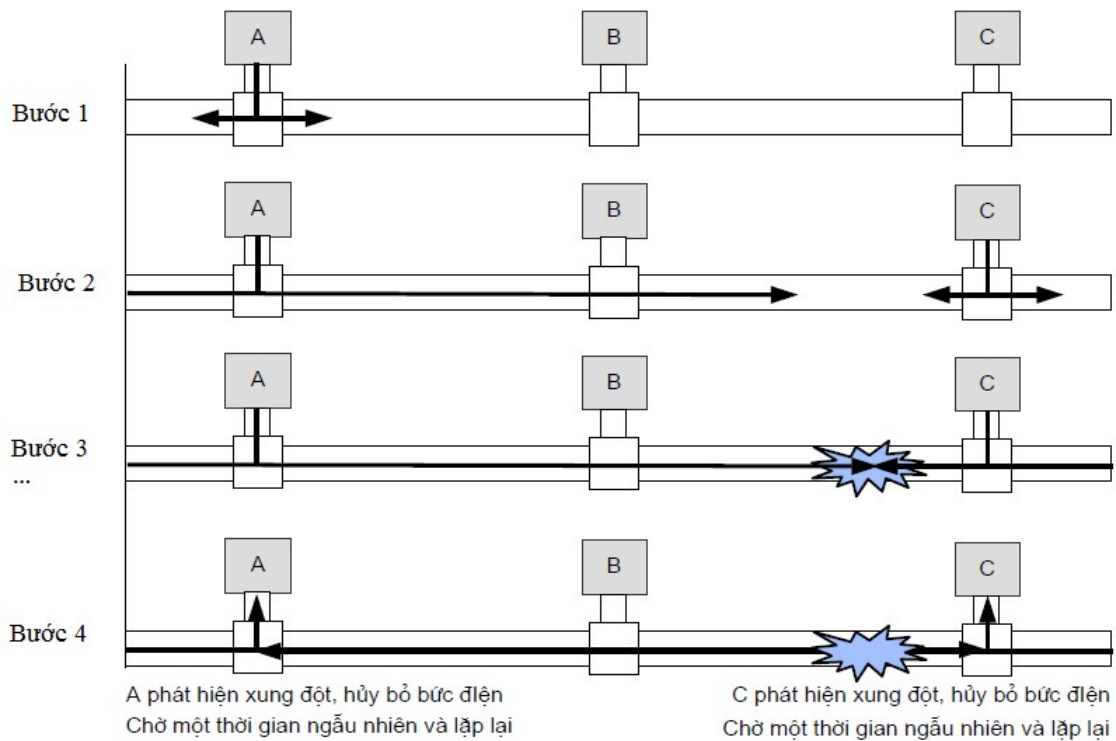 A B C
Bước 1
A B C
Bước 2
A B C
Bước 3
...
A B C
Bước 4
A phát hiện xung đột, hủy bỏ bức điện
Chờ một thời gian ngẫu nhiên và lặp lại
C phát hiện xung đột, hủy bỏ bức điện
Chờ một thời gian ngẫu nhiên và lặp lại